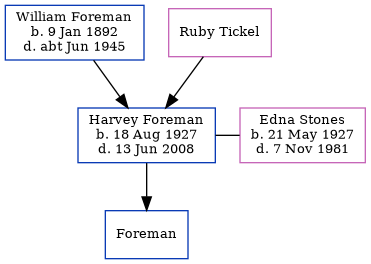 William Foreman
b. 9 Jan 1892
d. abt Jun 1945
Ruby Tickel
Harvey Foreman
b. 18 Aug 1927
d. 13 Jun 2008
Edna Stones
b. 21 May 1927
d. 7 Nov 1981
Foreman